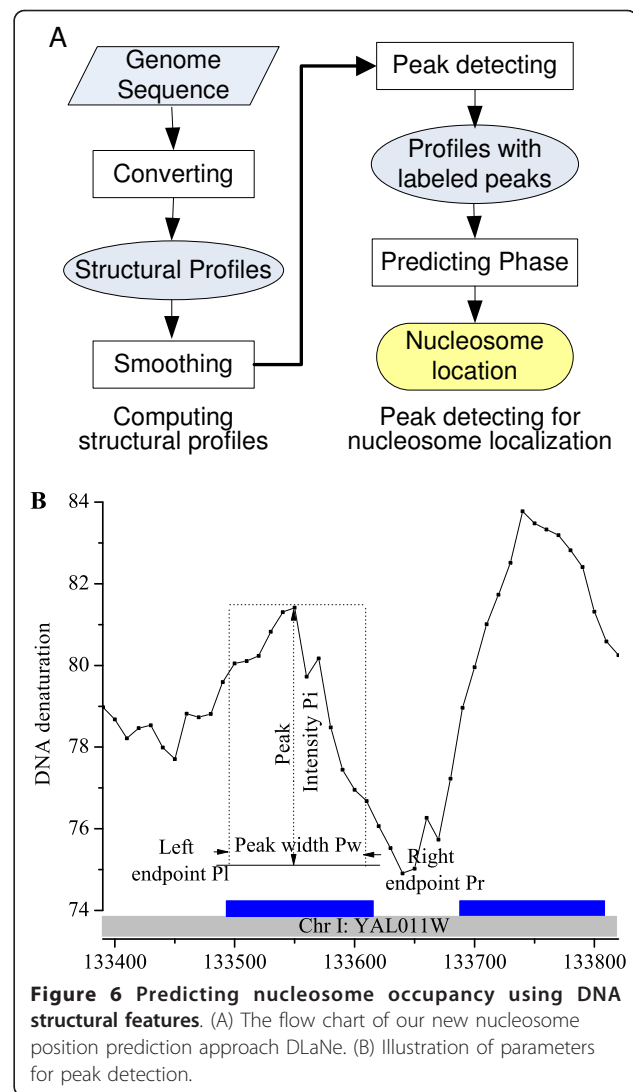 A
Genome
Sequence
Converting
Structural Profiles
Smoothing
Computing
structural profiles
Peak detecting
Profiles with
labeled peaks
Predicting Phase
Nucleosome
location
Peak detecting for
nucleosome localization
B
84
82
80
78
76
74
DNA denaturation
Peak
Intensity Pi
Left
endpoint Pl
Peak width Pw
Right
endpoint Pr
Chr I: YAL011W
133400
133500
133600
133700
133800
Figure 6 Predicting nucleosome occupancy using DNA
structural features. (A) The flow chart of our new nucleosome
position prediction approach DLaNe. (B) Illustration of parameters
for peak detection.